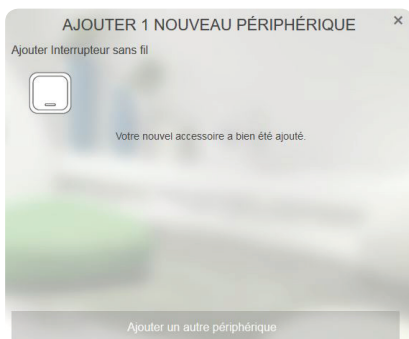 AJOUTER 1 NOUVEAU PÉRIPHÉRIQUE
×
Ajouter Interrupteur sans fil
Votre nouvel accessoire a bien été ajouté.
Ajouter un autre périphérique